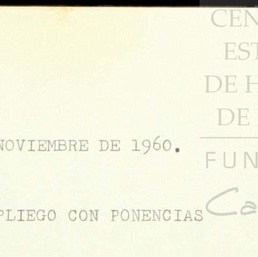 CEN
EST
DE H
DE
NOVIEMBRE DE 1960.
FUN
PLIEGO CON PONENCIAS
Ca